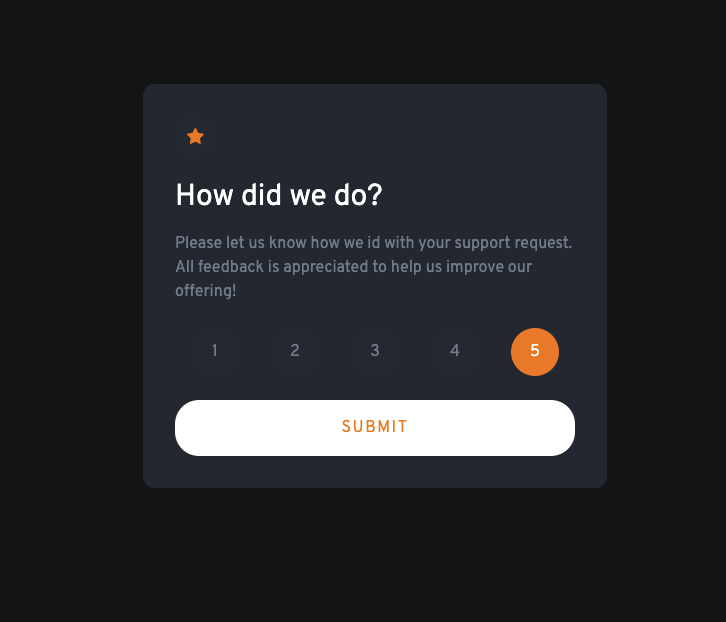 How did we do?
Please let us know how we id with your support request.
All feedback is appreciated to help us improve our
offering!
1 2 3 4 5
SUBMIT